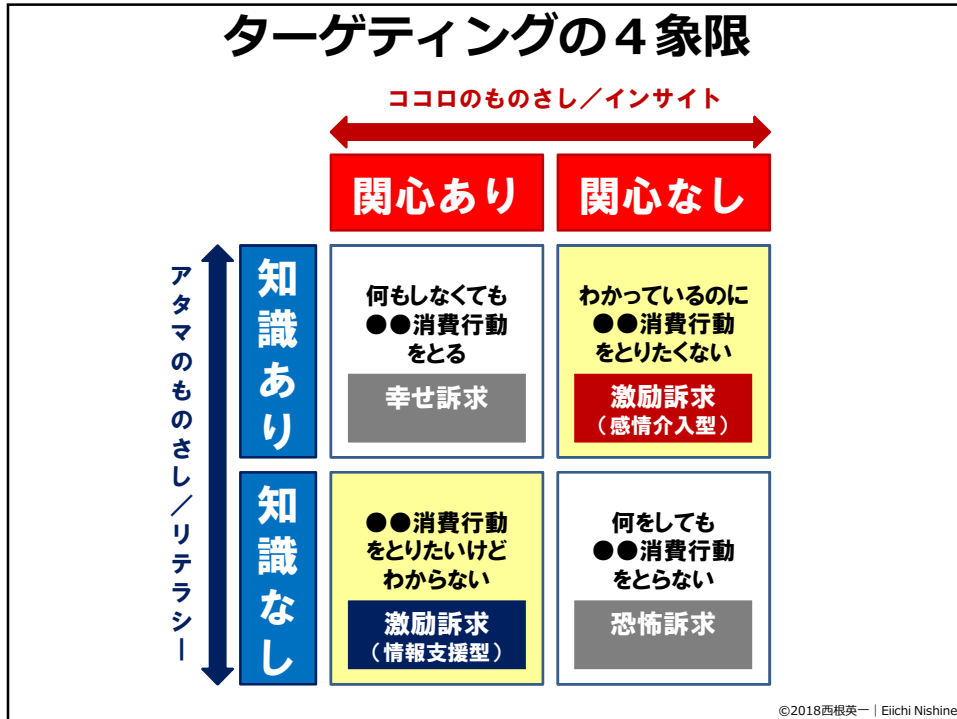 ターゲティングの４象限
ココロのものさし／インサイト
関心あり
関心なし
アタマのものさし／リテラシー
知識あり
何もしなくても
●●消費行動
をとる
幸せ訴求
わかっているのに
●●消費行動
をとりたくない
激励訴求
（感情介入型）
知識なし
●●消費行動
をとりたいけど
わからない
激励訴求
（情報支援型）
何をしても
●●消費行動
をとらない
恐怖訴求
©2018西根英一｜Eiichi Nishine